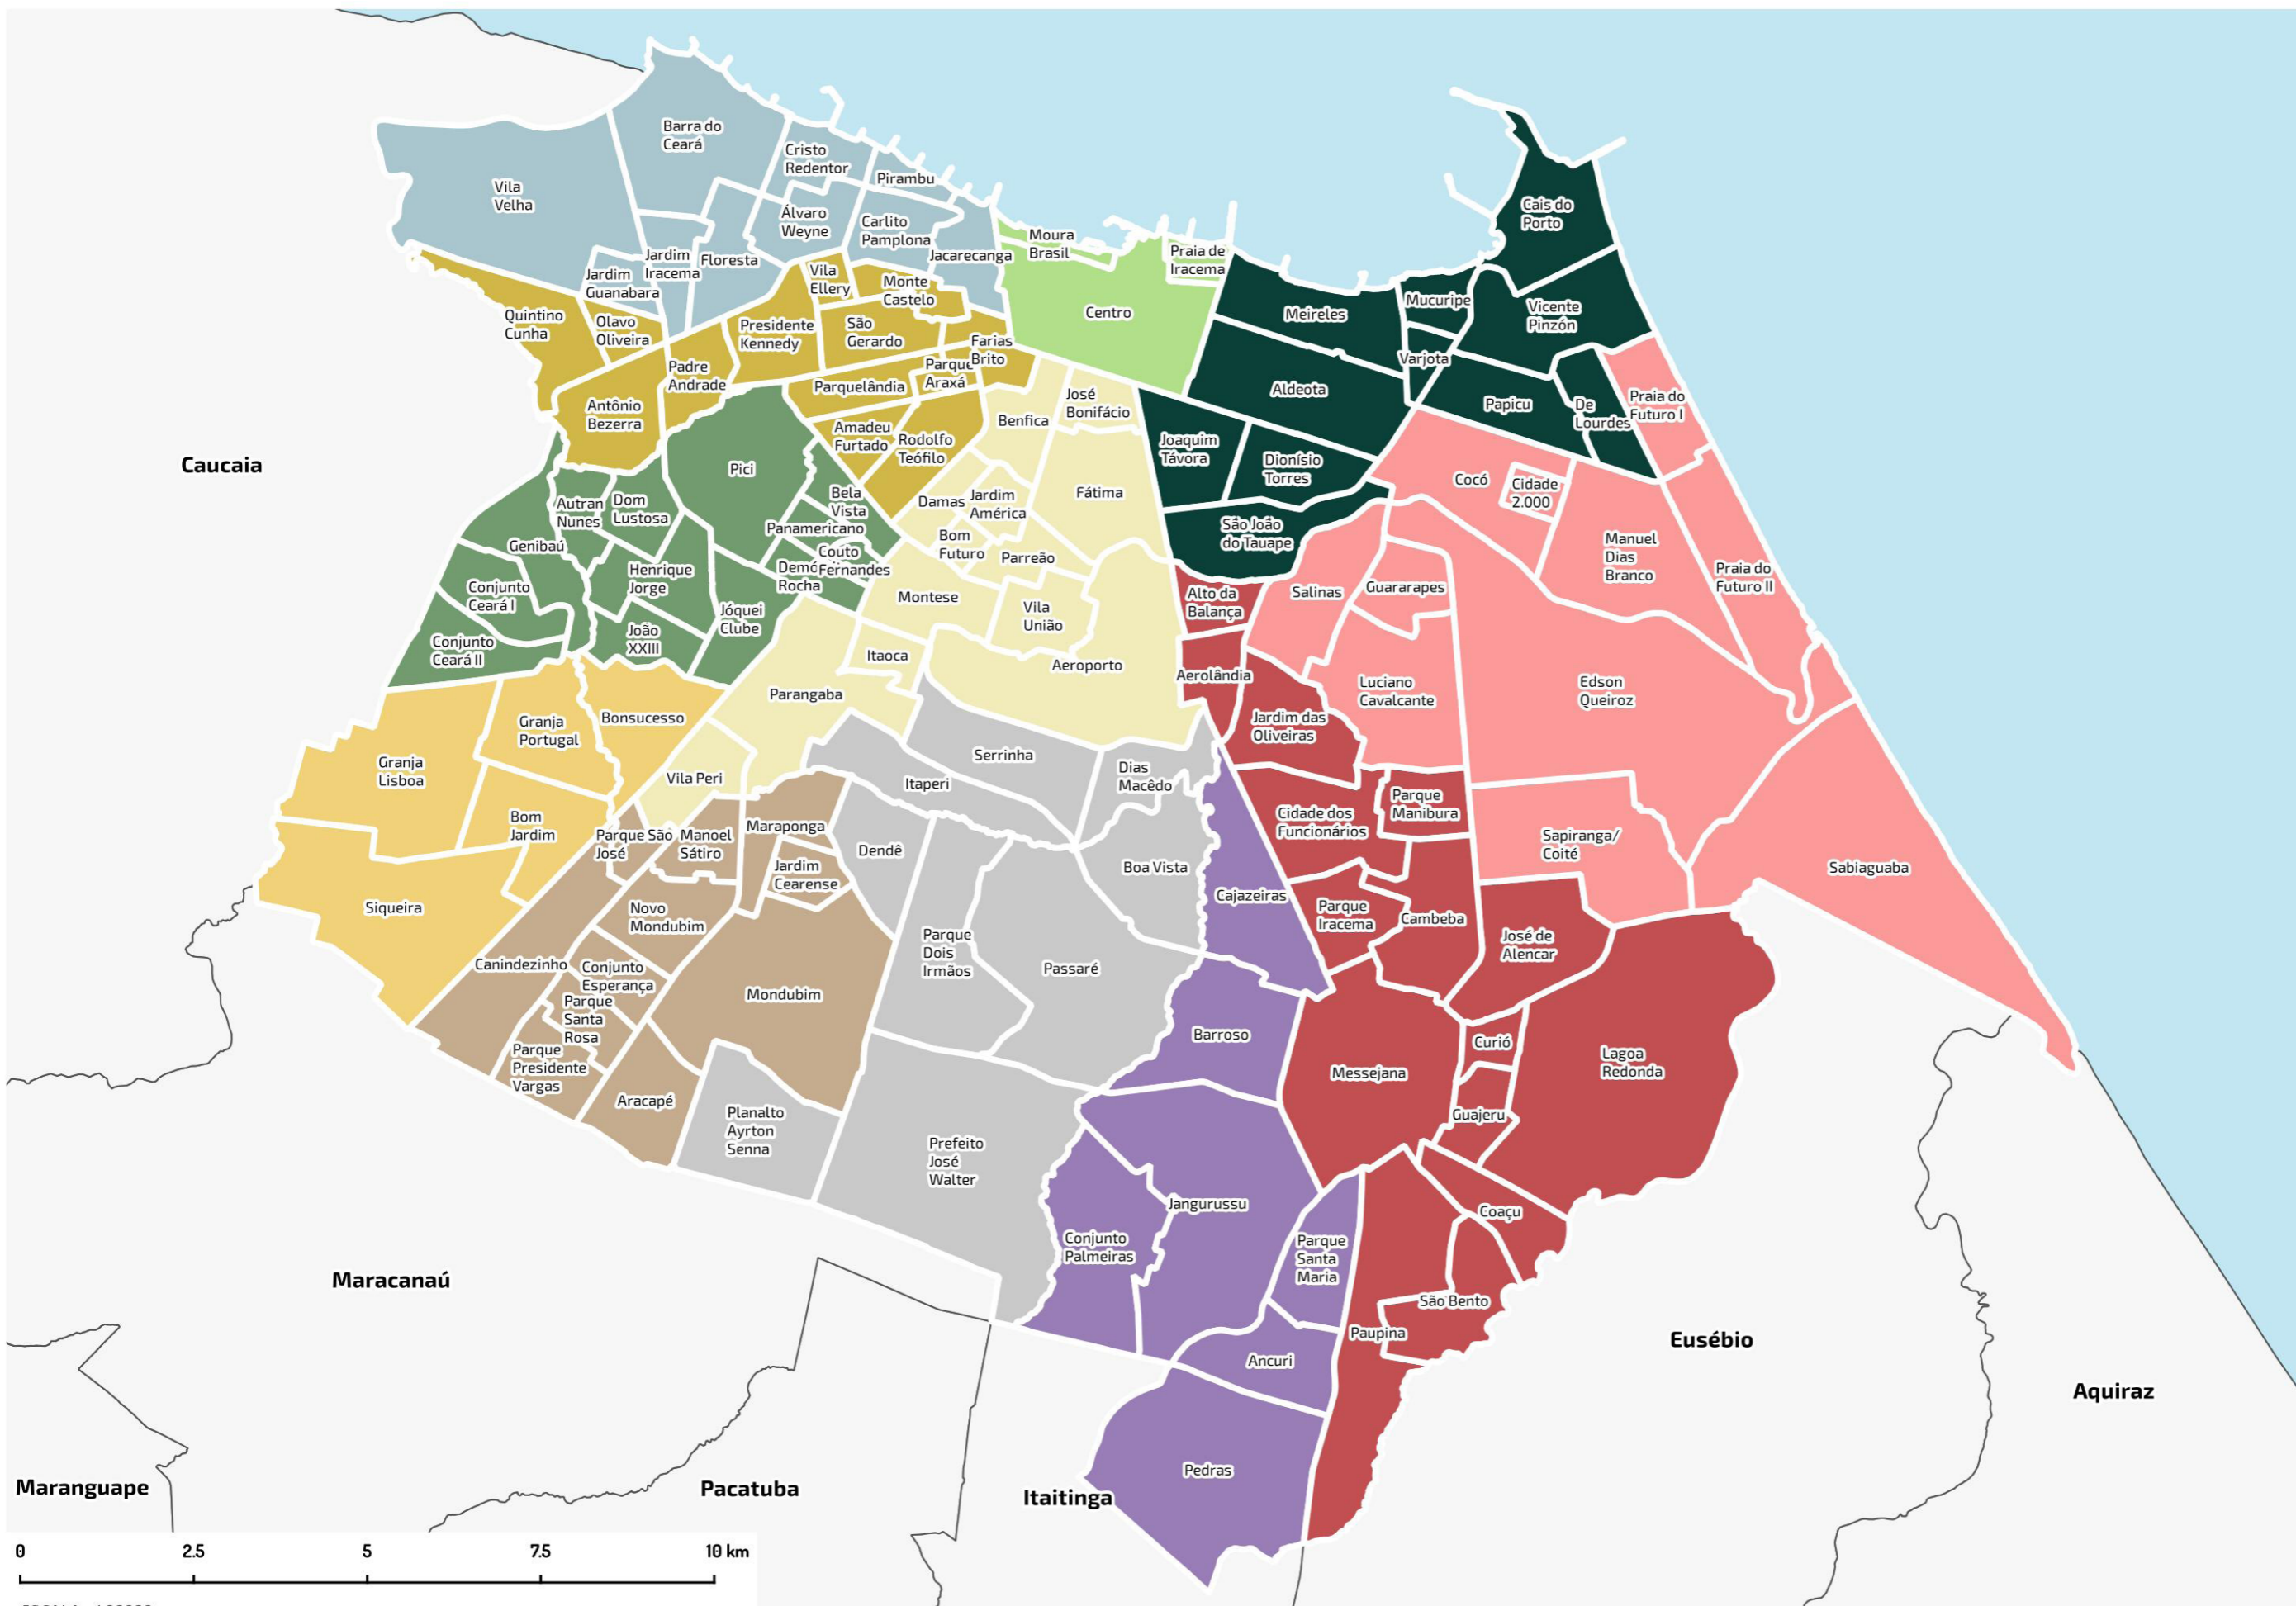 Barra do
Ceará
Cristo
Redentor
Pirambu
Vila
Velha
Álvaro
Weyne
Carlito
Pamplona
Jacarecanga
Jardim
Iracema
Floresta
Jardim
Guanabara
Moura
Brasil
Praia de
Iracema
Centro
Cais do
Porto
Meireles
Mucuripe
Vicente
Pinzón
Varjota
Aldeota
Papicu
De
Lourdes
Praia do
Futuro I
Vila
Ellery
Monte
Castelo
Quintino
Cunha
Olavo
Oliveira
Presidente
Kennedy
São
Gerardo
Farias
Brito
Padre
Andrade
Parquelândia
Parque
Araxá
Antônio
Bezerra
Amadeu
Furtado
Rodolfo
Teófilo
Benfica
José
Bonifácio
Joaquim
Távora
Dionísio
Torres
São João
do Tauape
Caucaia
Pici
Bela
Vista
Autran
Nunes
Dom
Lustosa
Panamericano
Couto
Fernandes
Genibaú
Henrique
Jorge
Rocha
Conjunto
Ceará I
Jóquei
Clube
Conjunto
Ceará II
João
XXIII
Damas
Jardim
América
Fátima
Bom
Futuro
Parreão
Montese
Vila
União
Itaoca
Aeroporto
Parangaba
Vila Peri
Cocó
Cidade
2.000
Manuel
Dias
Branco
Praia do
Futuro II
Salinas
Guararapes
Luciano
Cavalcante
Edson
Queiroz
Sapiranga/
Coité
Sabiaguaba
Alto da
Balança
Aerolândia
Jardim das
Oliveiras
Cidade dos
Funcionários
Parque
Manibura
Parque
Iracema
Cambeba
José de
Alencar
Messejana
Curió
Lagoa
Redonda
Guajeru
Coaçu
São Bento
Paupina
Granja
Portugal
Bonsucesso
Granja
Lisboa
Bom
Jardim
Siqueira
Serrinha
Itaperi
Dias
Macêdo
Dendê
Boa Vista
Parque
Dois
Irmãos
Passaré
Planalto
Ayrton
Senna
Prefeito
José
Walter
Parque São
José
Manoel
Sátiro
Maraponga
Jardim
Cearense
Novo
Mondubim
Canindezinho
Conjunto
Esperança
Parque
Santa
Rosa
Mondubim
Parque
Presidente
Vargas
Aracapé
Cajazeiras
Barroso
Jangurussu
Conjunto
Palmeiras
Parque
Santa
Maria
Ancuri
Pedras
Maracanaú
Eusébio
Aquiraz
Maranguape
Pacatuba
Itaitinga
0 2.5 5 7.5 10 km